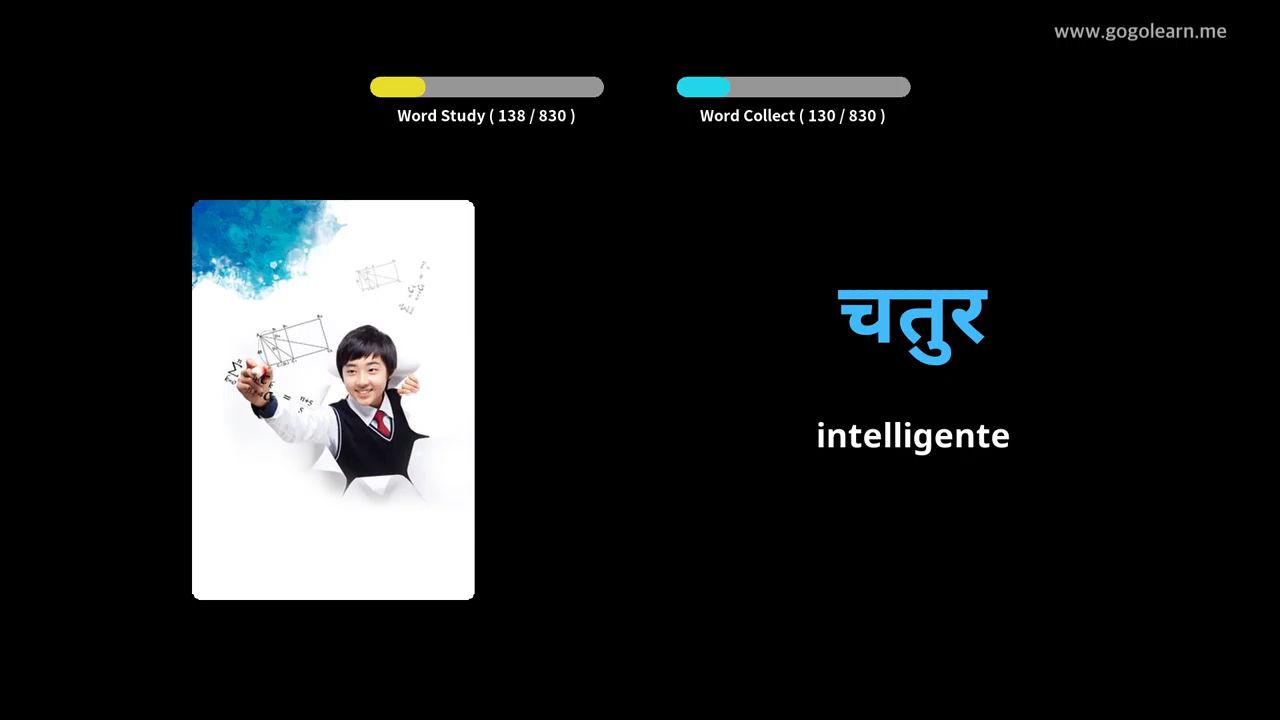 www.gogolearn.me
Word Study ( 138 / 830 )
Word Collect ( 130 / 830 )
चतुर
intelligente